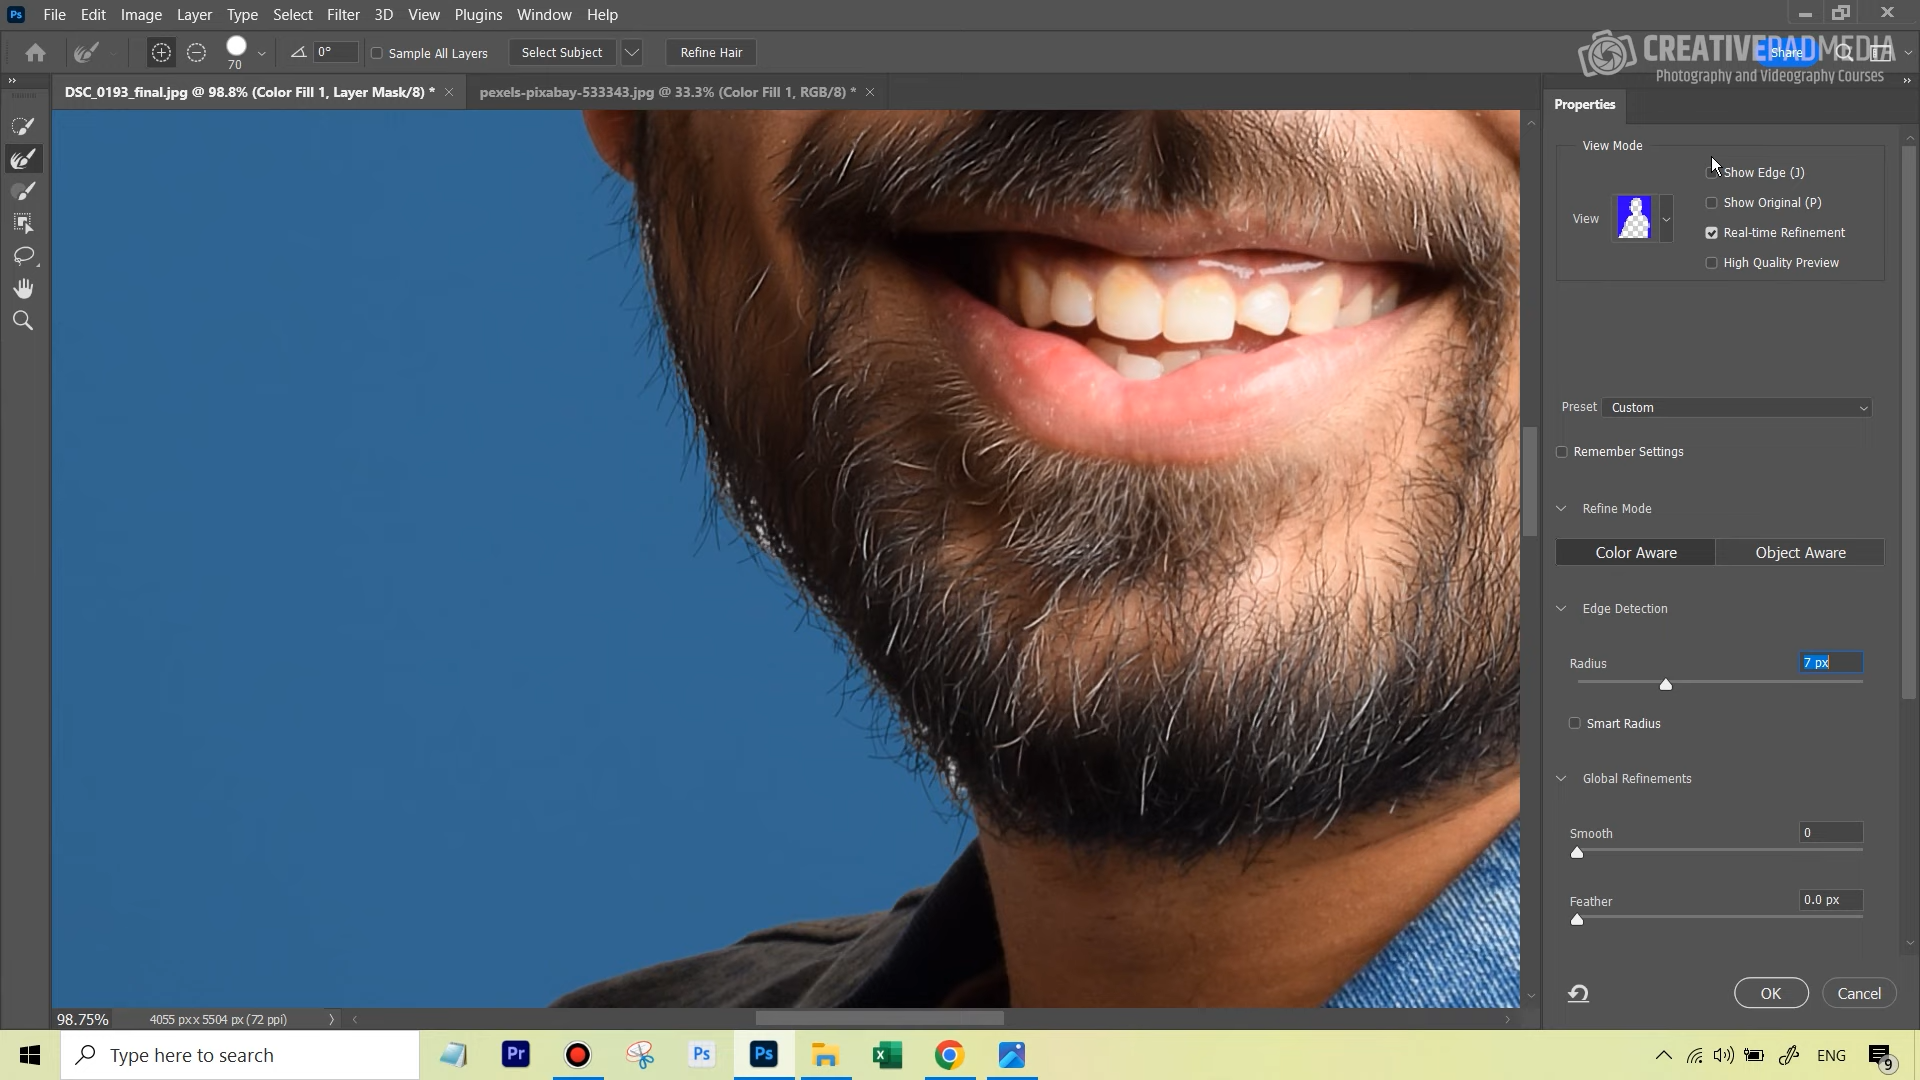 Ps File Edit Image Layer Type Select Filter 3D View Plugins Window Help
70 0° Sample All Layers Select Subject Refine Hair Share
CREATIVEPADMEDIA
Photography and Videography Courses
DSC_0193_final.jpg @ 98.8% (Color Fill 1, Layer Mask/8) * pexels-pixabay-533343.jpg @ 33.3% (Color Fill 1, RGB/8) *
Properties
View Mode
Show Edge (J)
Show Original (P)
View
Real-time Refinement
High Quality Preview
Preset Custom
Remember Settings
Refine Mode
Color Aware Object Aware
Edge Detection
Radius 7 px
Smart Radius
Global Refinements
Smooth 0
Feather 0.0 px
OK Cancel
98.75% 4055 px x 5504 px (72 ppi)
Type here to search Pr Ps Ps ENG 9